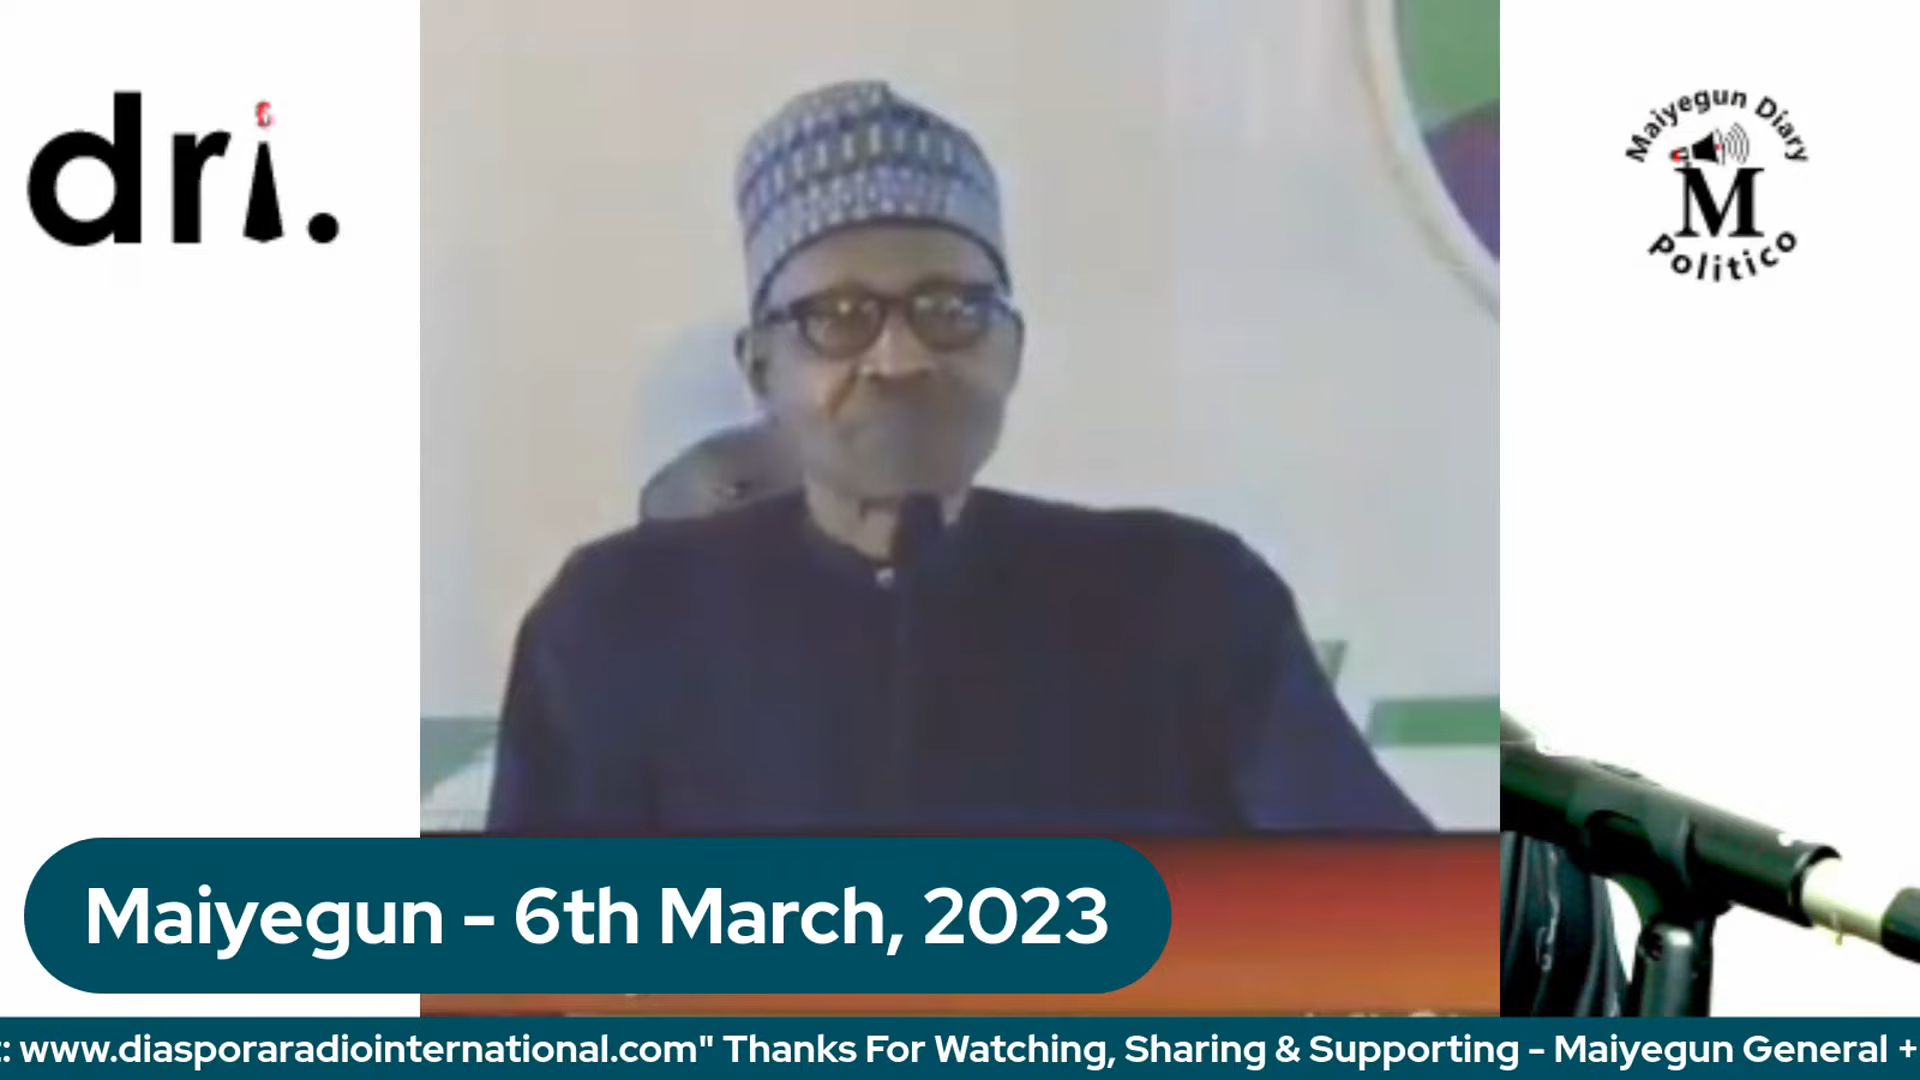 dri.
Maiyegun Diary
M
Politico
Maiyegun - 6th March, 2023
: www.diasporaradiointernational.com" Thanks For Watching, Sharing & Supporting - Maiyegun General +